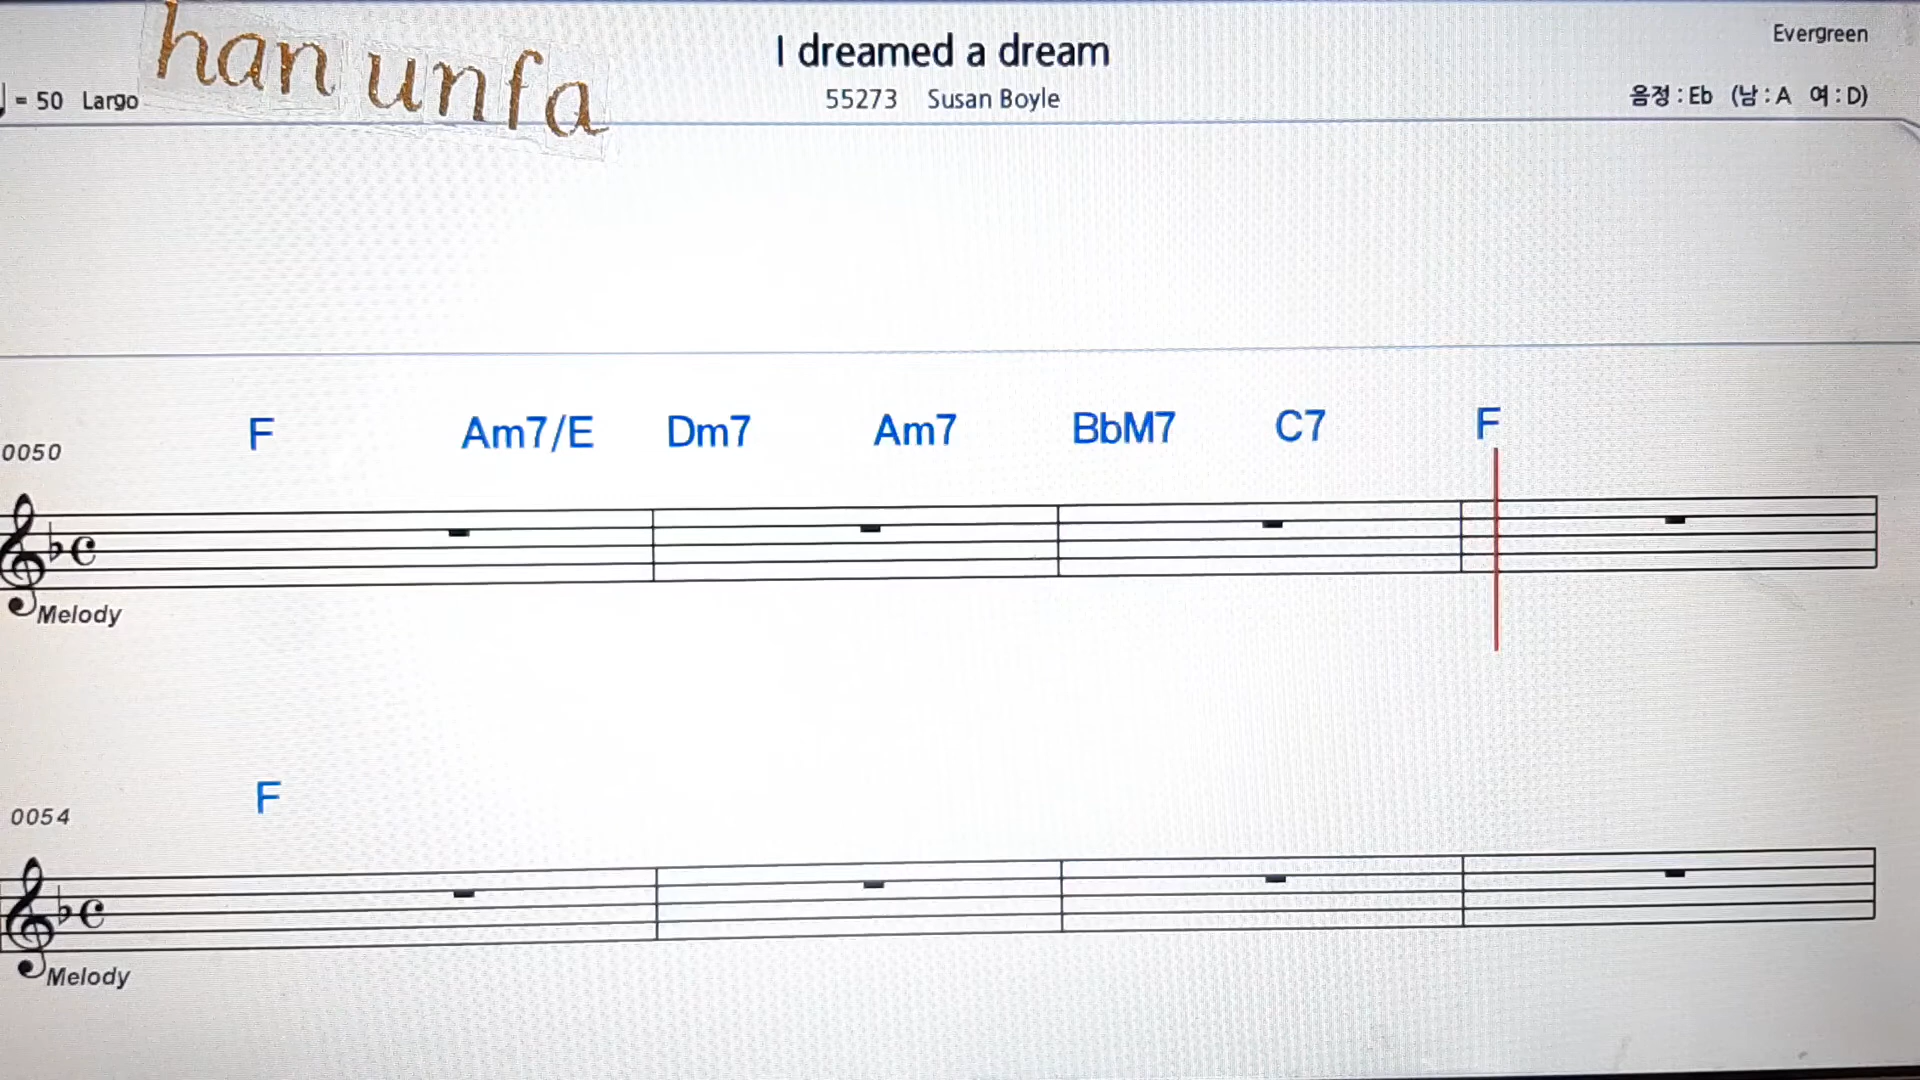 han unfa
I dreamed a dream
Evergreen
♩ = 50 Largo
55273 Susan Boyle
음정 : Eb (남 : A 여 : D)
F Am7/E Dm7 Am7 BbM7 C7 F
0050
Melody
F
0054
Melody